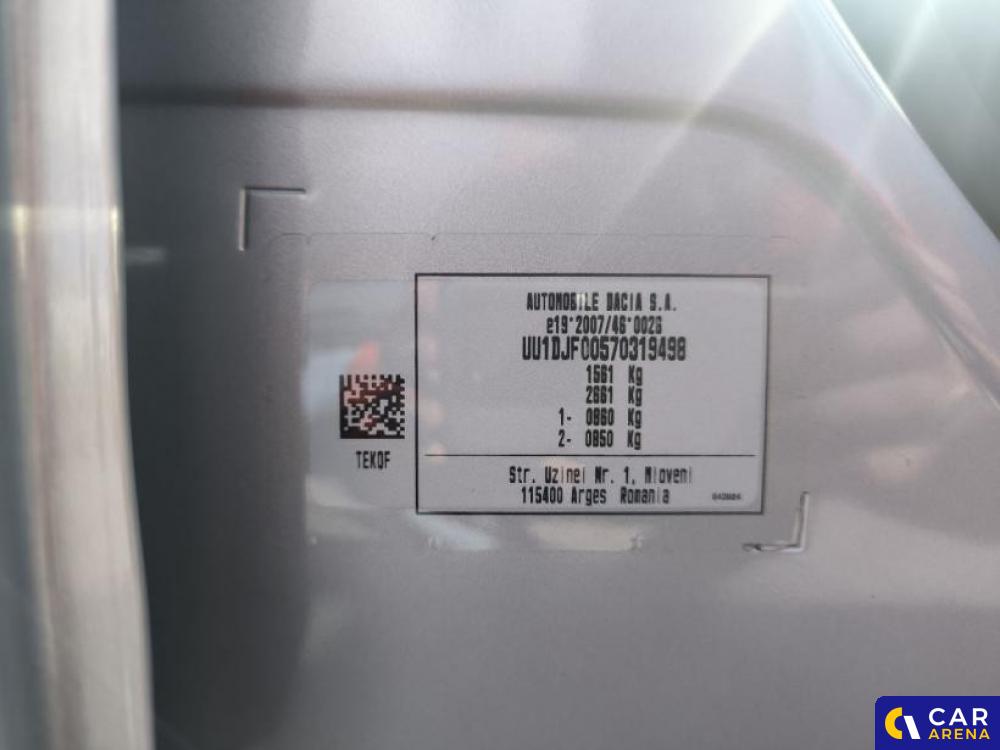 AUTOMOBILE DACIA S.A.
e19*2007/46*0026
UU1DJF00570319498
1561 Kg
2661 Kg
1- 0860 Kg
2- 0850 Kg
TEKQF
Str. Uzinei Nr. 1, Mioveni
115400 Arges Romania
CAR
ARENA